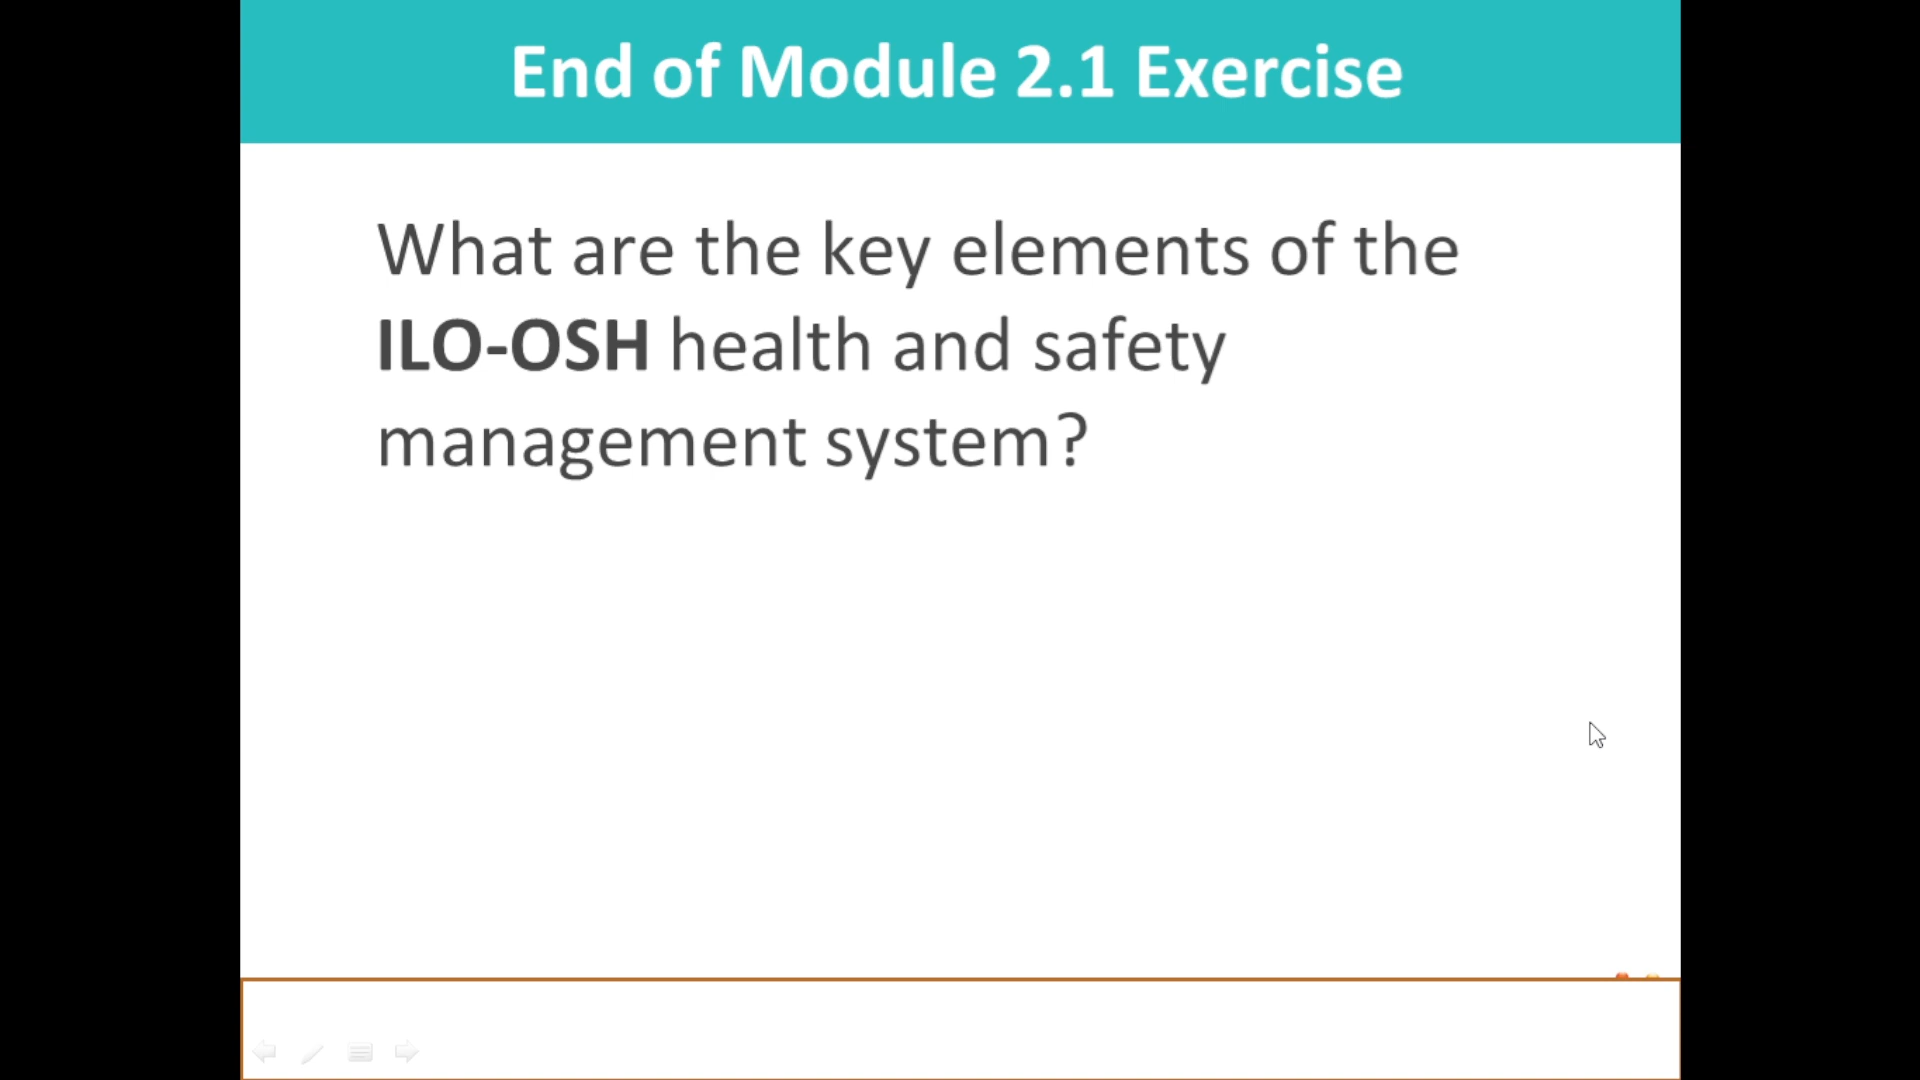 End of Module 2.1 Exercise
What are the key elements of the
ILO-OSH health and safety
management system?